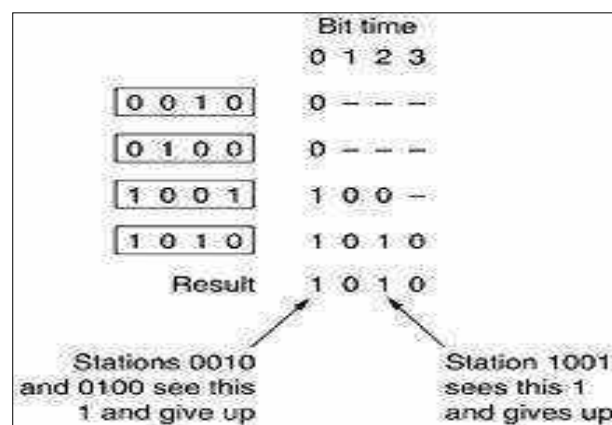 Bit time
0 1 2 3
0 0 1 0 0 – – –
0 1 0 0 0 – – –
1 0 0 1 1 0 0 –
1 0 1 0 1 0 1 0
Result 1 0 1 0
Stations 0010
and 0100 see this
1 and give up
Station 1001
sees this 1
and gives up